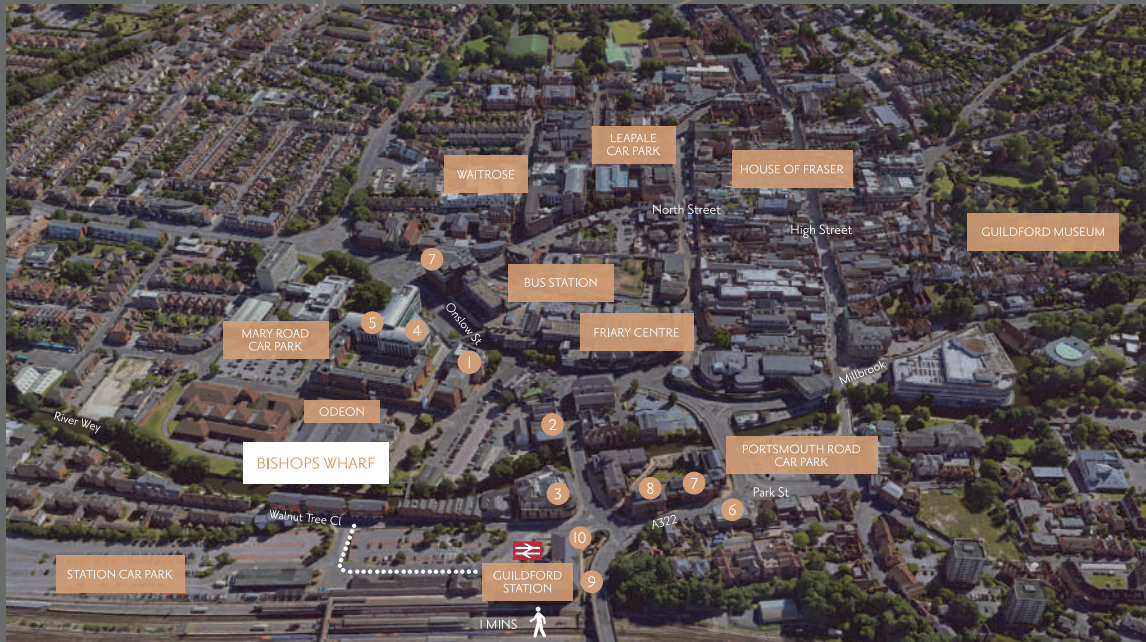 LEAPALE
CAR PARK
WAITROSE
HOUSE OF FRASER
North Street
High Street
GUILDFORD MUSEUM
7
BUS STATION
Onslow St
5
4
MARY ROAD
CAR PARK
FRIARY CENTRE
1
Millbrook
ODEON
River Wey
2
BISHOPS WHARF
PORTSMOUTH ROAD
CAR PARK
3
8
7
Park St
6
Walnut Tree Cl
A322
10
STATION CAR PARK
GUILDFORD
STATION
9
1 MINS